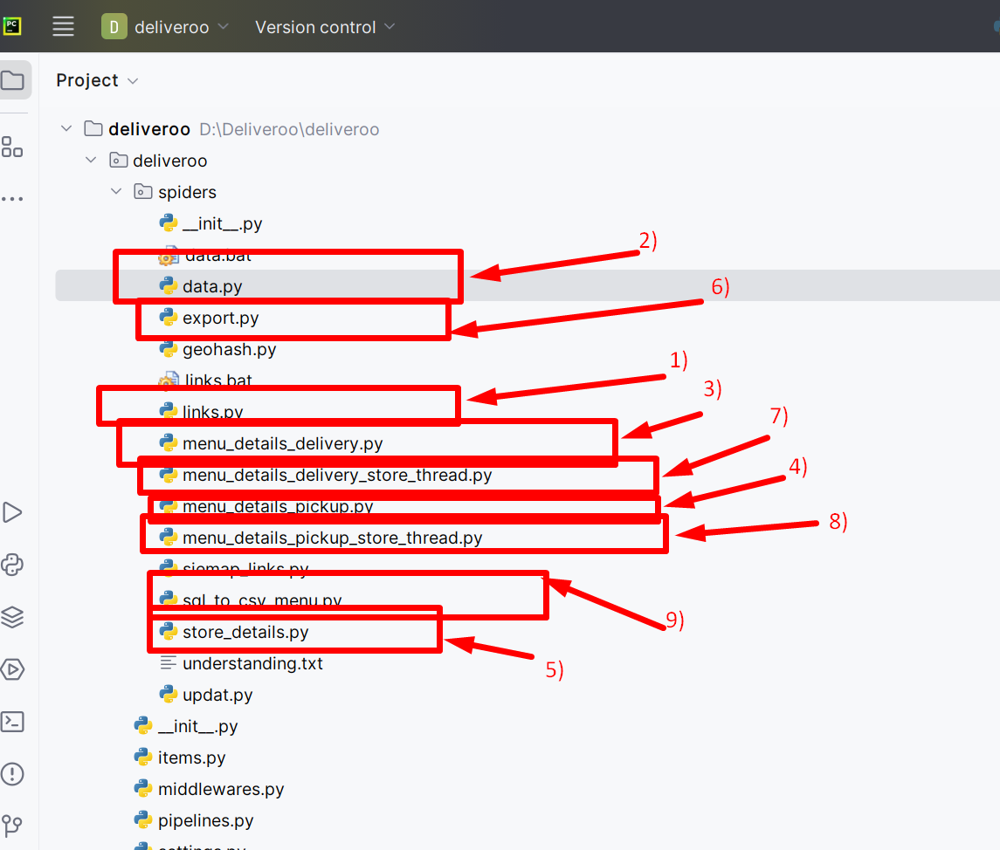 PC
D deliveroo Version control
Project
deliveroo D:\Deliveroo\deliveroo
deliveroo
spiders
__init__.py
2)
data.bat
data.py
6)
export.py
geohash.py
1)
links.bat
3)
links.py
7)
menu_details_delivery.py
4)
menu_details_delivery_store_thread.py
menu_details_pickup.py
8)
menu_details_pickup_store_thread.py
siemap_links.py
sql_to_csv_menu.py
9)
store_details.py
5)
understanding.txt
updat.py
__init__.py
items.py
middlewares.py
pipelines.py
settings.py